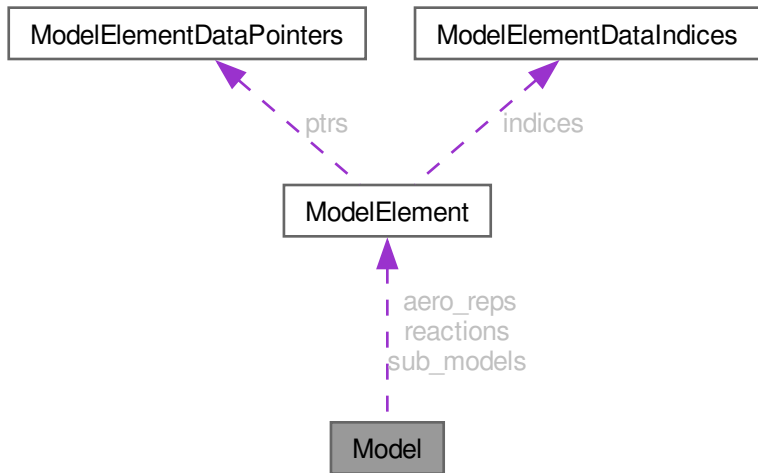 ModelElementDataPointers
ModelElementDataIndices
ptrs
indices
ModelElement
aero_reps
reactions
sub_models
Model